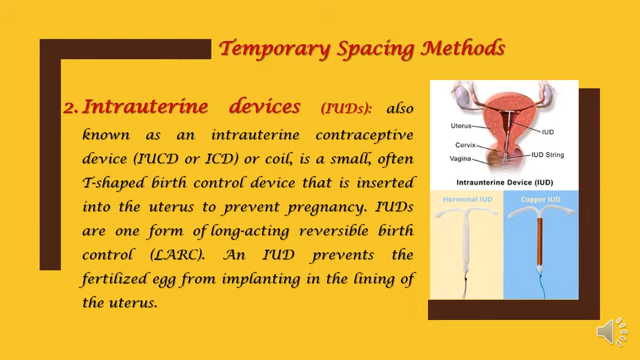 Temporary Spacing Methods
2. Intrauterine devices (IUDs): also
known as an intrauterine contraceptive
device (IUCD or ICD) or coil, is a small, often
T-shaped birth control device that is inserted
into the uterus to prevent pregnancy. IUDs
are one form of long-acting reversible birth
control (LARC). An IUD prevents the
fertilized egg from implanting in the lining of
the uterus.
Uterus
IUD
Cervix
IUD String
Vagina
Intraunterine Device (IUD)
Hormonal IUD
Copper IUD